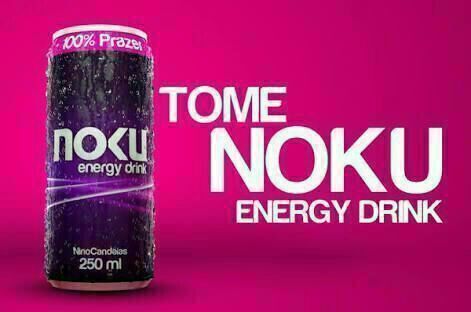 100% Prazer
noku
energy drink
NinoCandeias
250 ml
TOME
NOKU
ENERGY DRINK